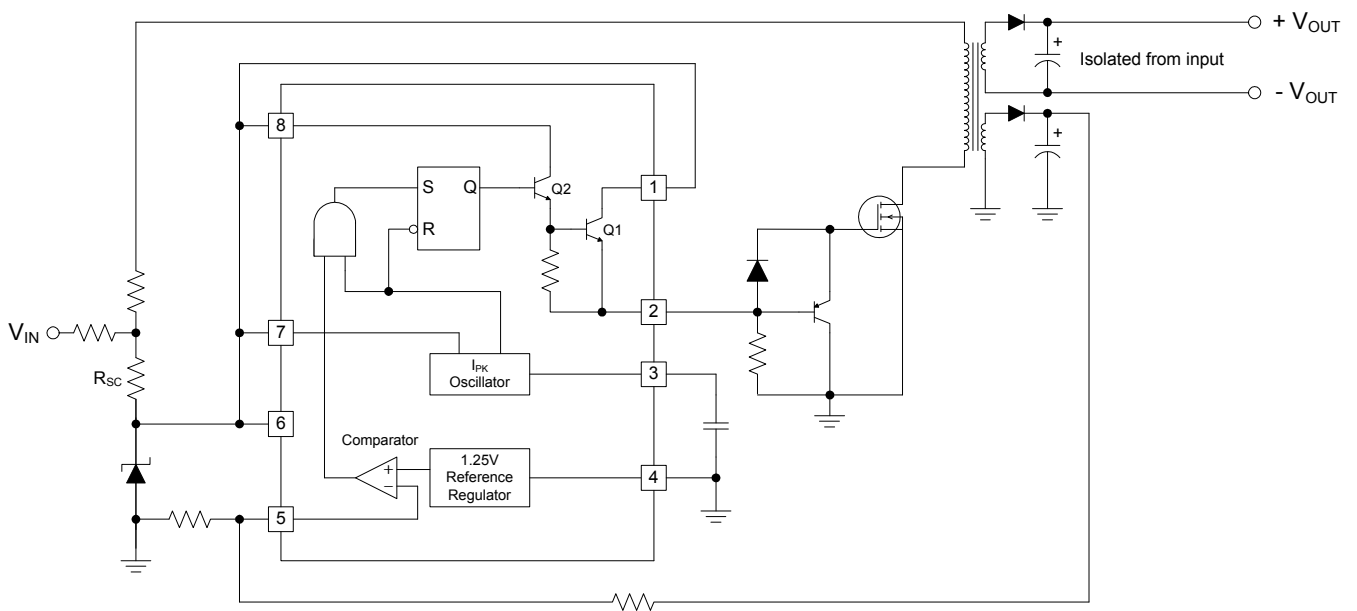 + VOUT
Isolated from input
- VOUT
8
S Q
Q2
1
R
Q1
2
VIN
7
RSC
IPK
Oscillator
3
6
Comparator
+
−
1.25V
Reference
Regulator
4
5
+
+